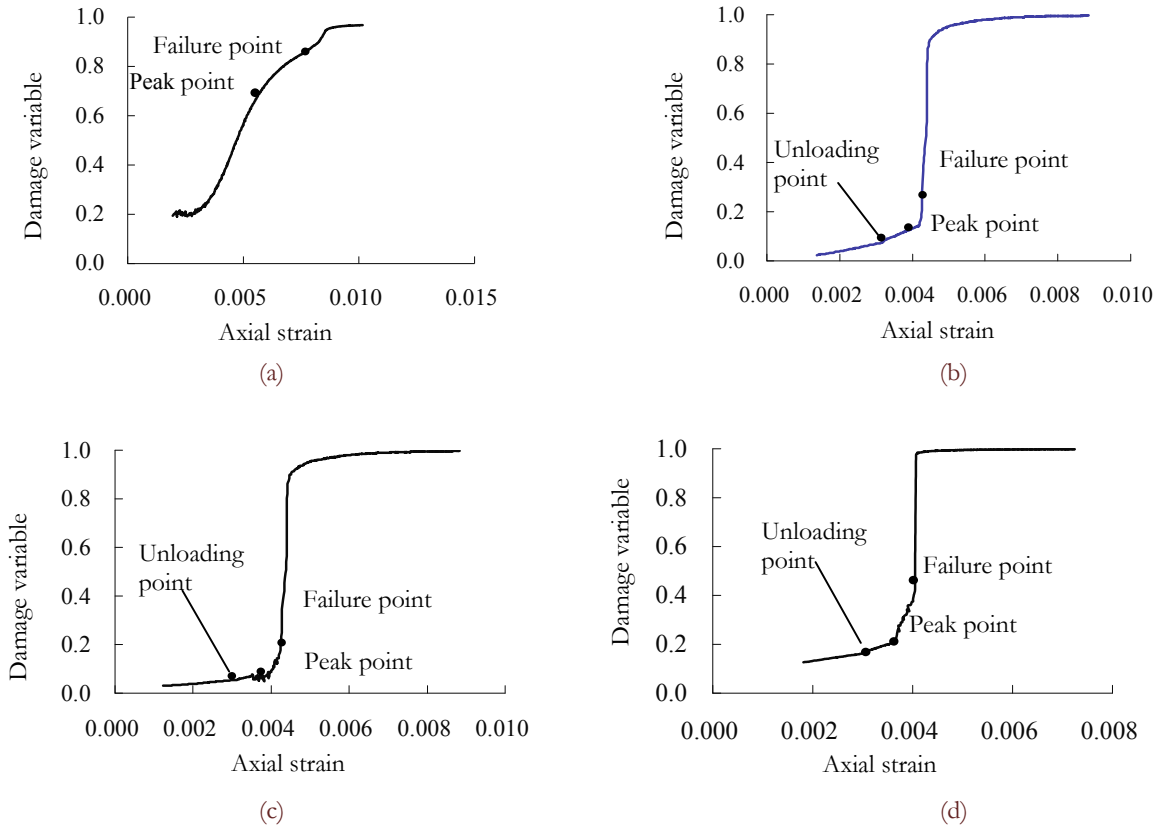 1.0
0.8
0.6
0.4
0.2
0.0
Damage variable
Failure point
Peak point
0.000 0.005 0.010 0.015
Axial strain
(a)
1.0
0.8
0.6
0.4
0.2
0.0
Damage variable
Unloading
point
Failure point
Peak point
0.000 0.002 0.004 0.006 0.008 0.010
Axial strain
(b)
1.0
0.8
0.6
0.4
0.2
0.0
Damage variable
Unloading
point
Failure point
Peak point
0.000 0.002 0.004 0.006 0.008 0.010
Axial strain
(c)
1.0
0.8
0.6
0.4
0.2
0.0
Damage variable
Unloading
point
Failure point
Peak point
0.000 0.002 0.004 0.006 0.008
Axial strain
(d)